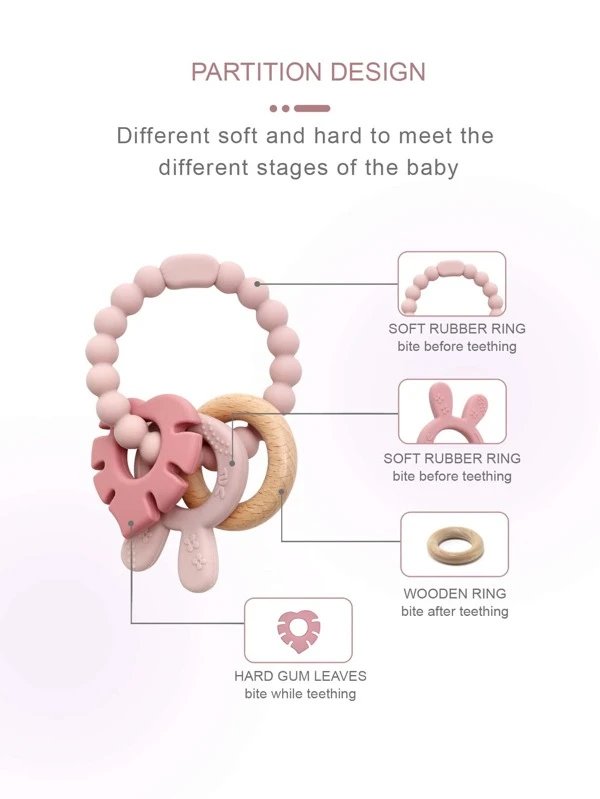 PARTITION DESIGN
Different soft and hard to meet the
different stages of the baby
SOFT RUBBER RING
bite before teething
SOFT RUBBER RING
bite before teething
WOODEN RING
bite after teething
HARD GUM LEAVES
bite while teething